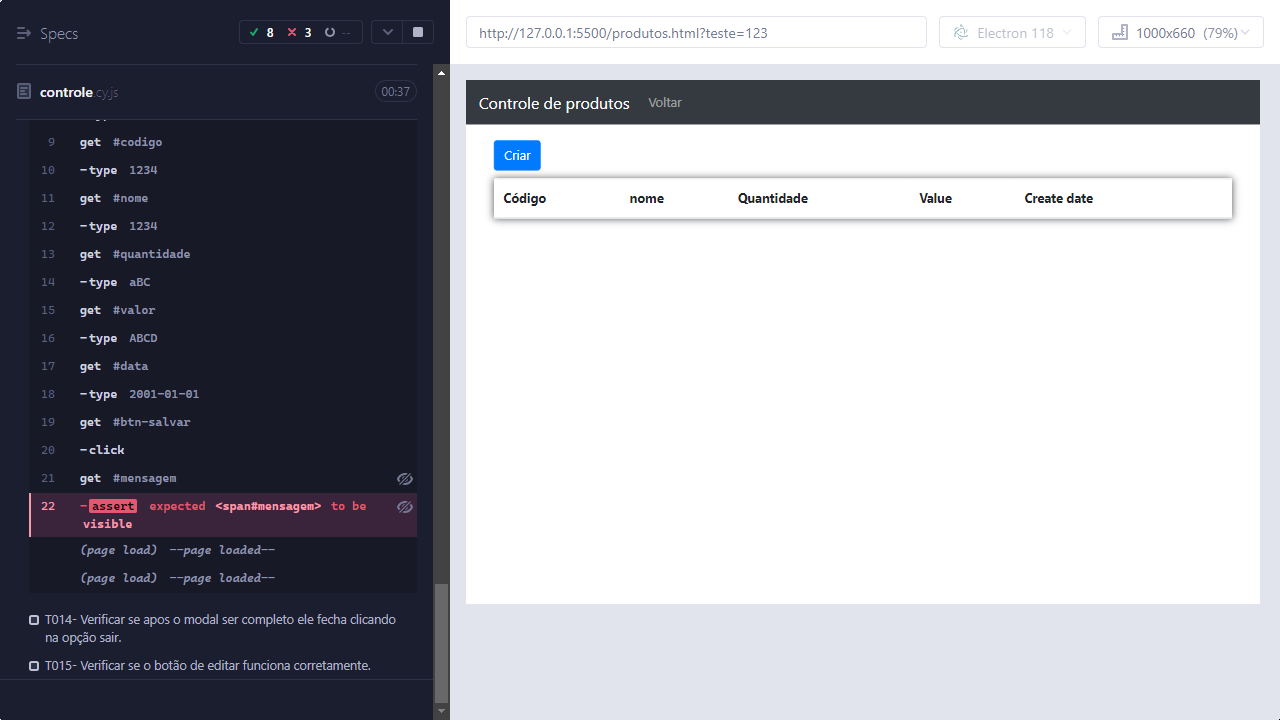 Specs
8
3
--
controle.cy.js
00:37
9 get #codigo
10 -type 1234
11 get #nome
12 -type 1234
13 get #quantidade
14 -type aBC
15 get #valor
16 -type ABCD
17 get #data
18 -type 2001-01-01
19 get #btn-salvar
20 -click
21 get #mensagem
22 -assert expected <span#mensagem> to be
visible
(page load) --page loaded--
(page load) --page loaded--
T014- Verificar se apos o modal ser completo ele fecha clicando
na opção sair.
T015- Verificar se o botão de editar funciona corretamente.
http://127.0.0.1:5500/produtos.html?teste=123
Electron 118
1000x660 (79%)
Controle de produtos Voltar
Criar
Código nome Quantidade Value Create date